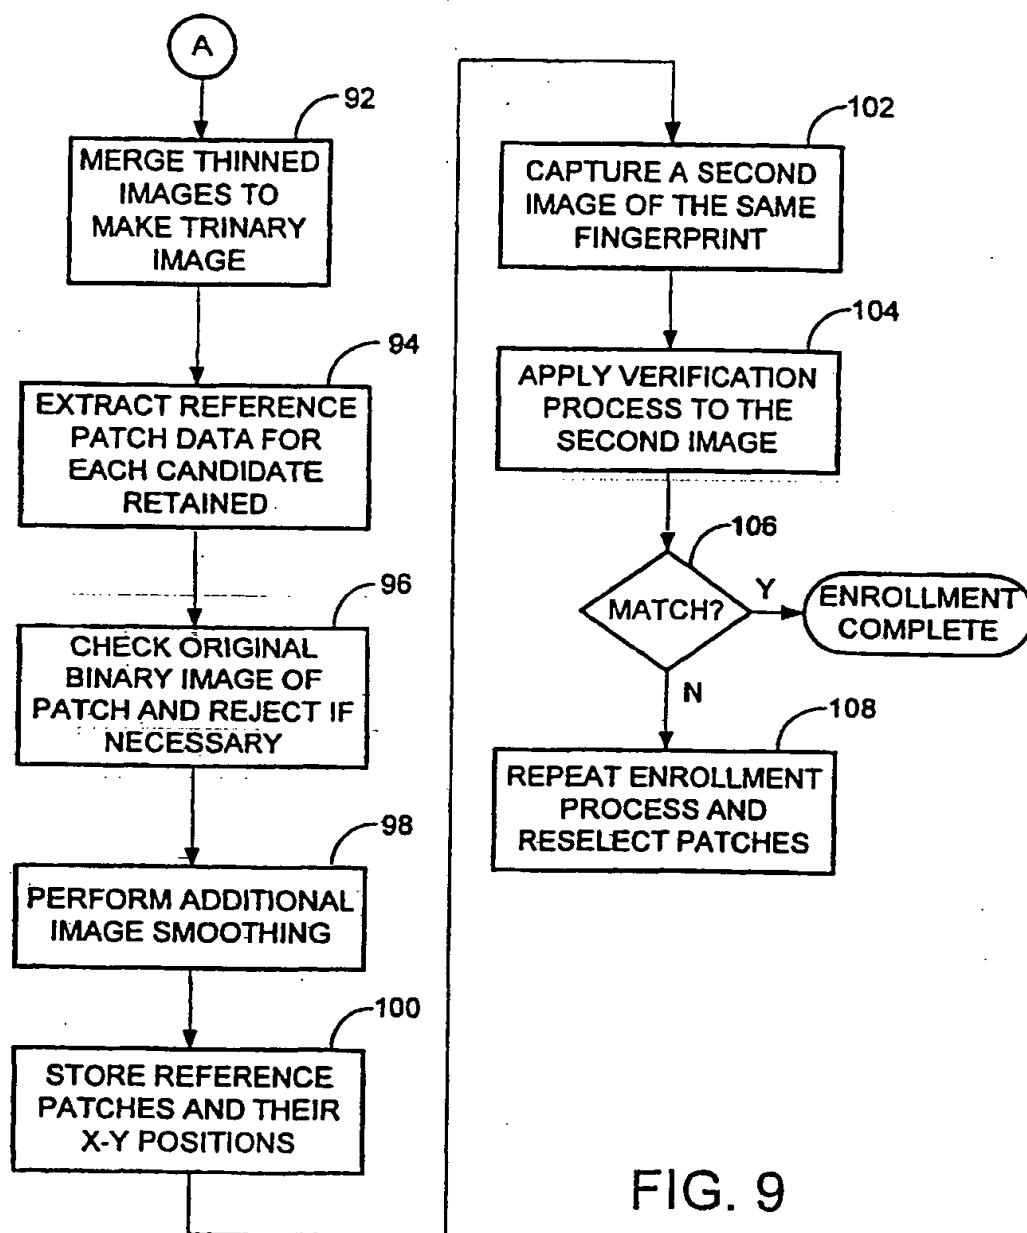 A
92
MERGE THINNED
IMAGES TO
MAKE TRINARY
IMAGE
94
EXTRACT REFERENCE
PATCH DATA FOR
EACH CANDIDATE
RETAINED
96
CHECK ORIGINAL
BINARY IMAGE OF
PATCH AND REJECT IF
NECESSARY
98
PERFORM ADDITIONAL
IMAGE SMOOTHING
100
STORE REFERENCE
PATCHES AND THEIR
X-Y POSITIONS
102
CAPTURE A SECOND
IMAGE OF THE SAME
FINGERPRINT
104
APPLY VERIFICATION
PROCESS TO THE
SECOND IMAGE
106
MATCH?
Y
ENROLLMENT
COMPLETE
N
108
REPEAT ENROLLMENT
PROCESS AND
RESELECT PATCHES
FIG. 9